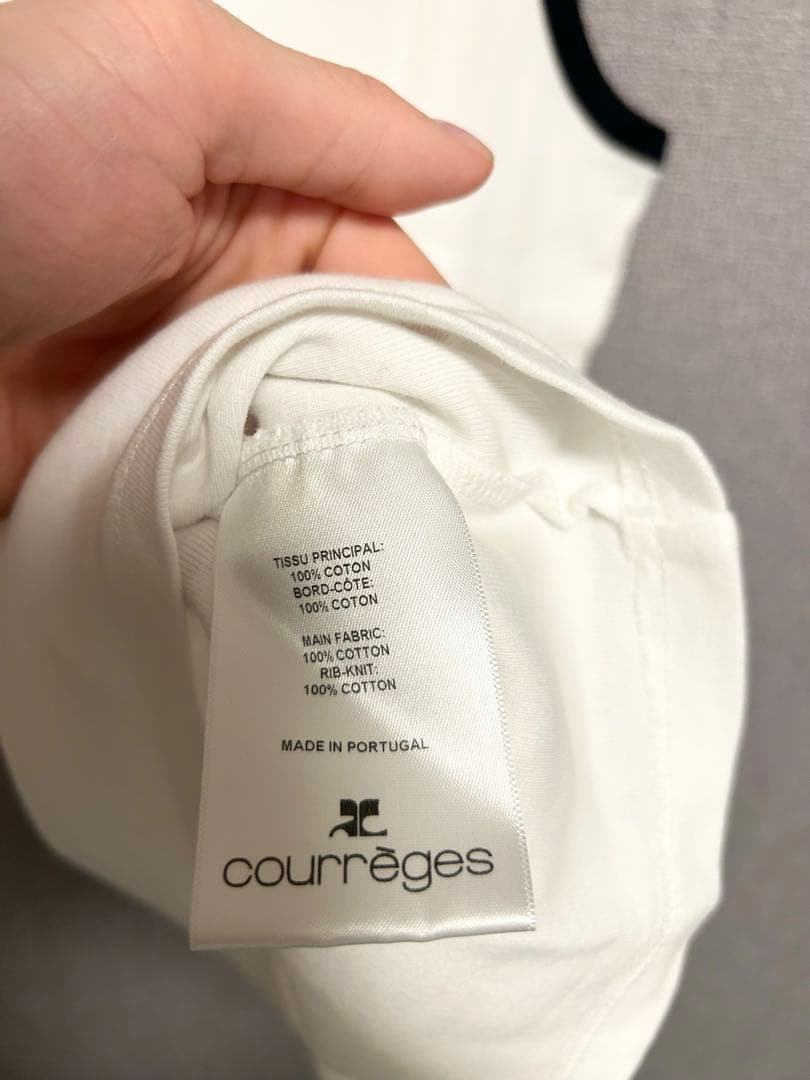 TISSU PRINCIPAL:
100% COTON
BORD-CÔTE:
100% COTON
MAIN FABRIC:
100% COTTON
RIB-KNIT:
100% COTTON
MADE IN PORTUGAL
courrèges